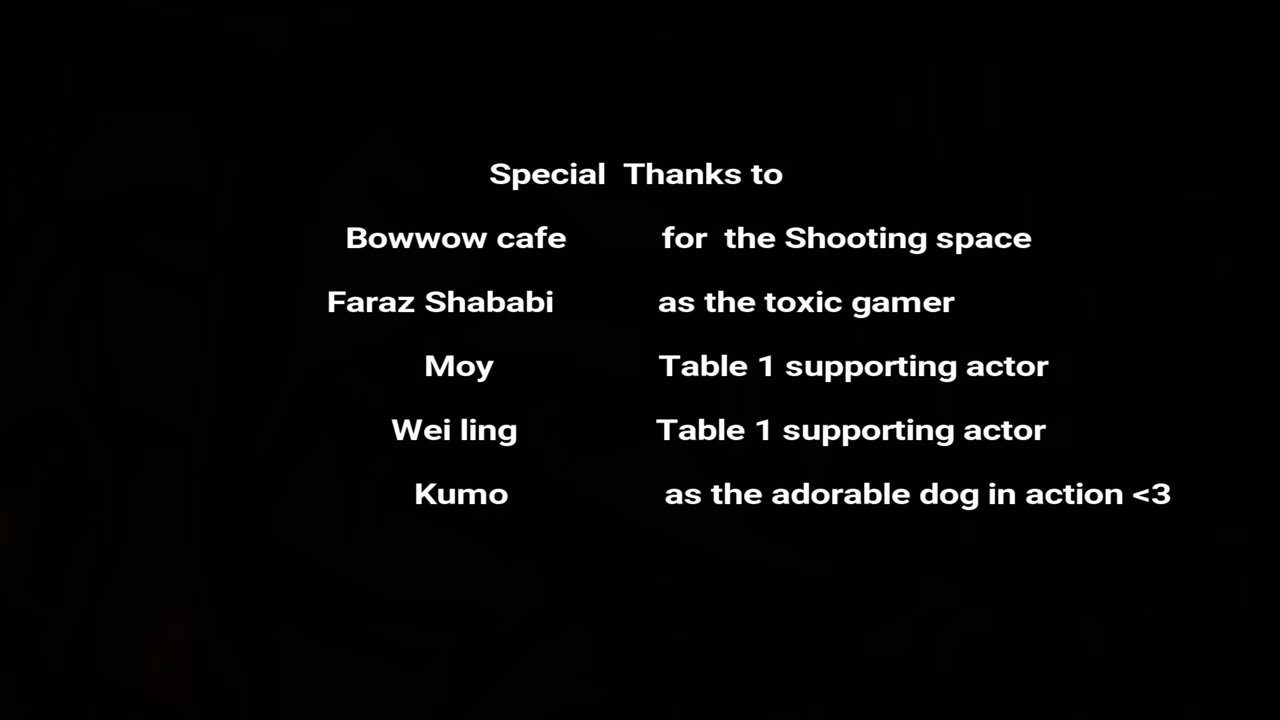 Special Thanks to
Bowwow cafe for the Shooting space
Faraz Shababi as the toxic gamer
Moy Table 1 supporting actor
Wei ling Table 1 supporting actor
Kumo as the adorable dog in action <3